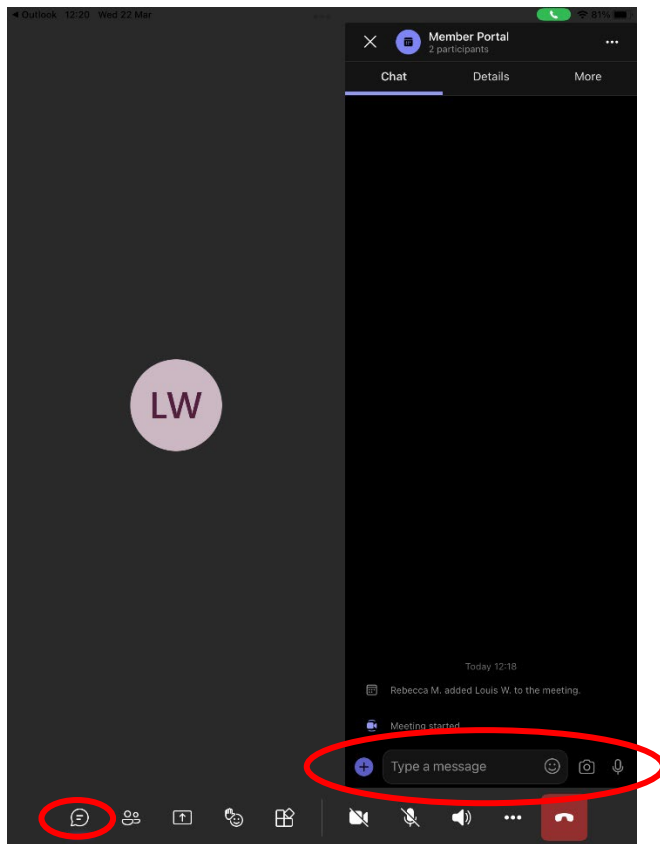 Outlook 12:20 Wed 22 Mar
81%
Member Portal
2 participants
Chat Details More
LW
Today 12:18
Rebecca M. added Louis W. to the meeting.
Meeting started
Type a message